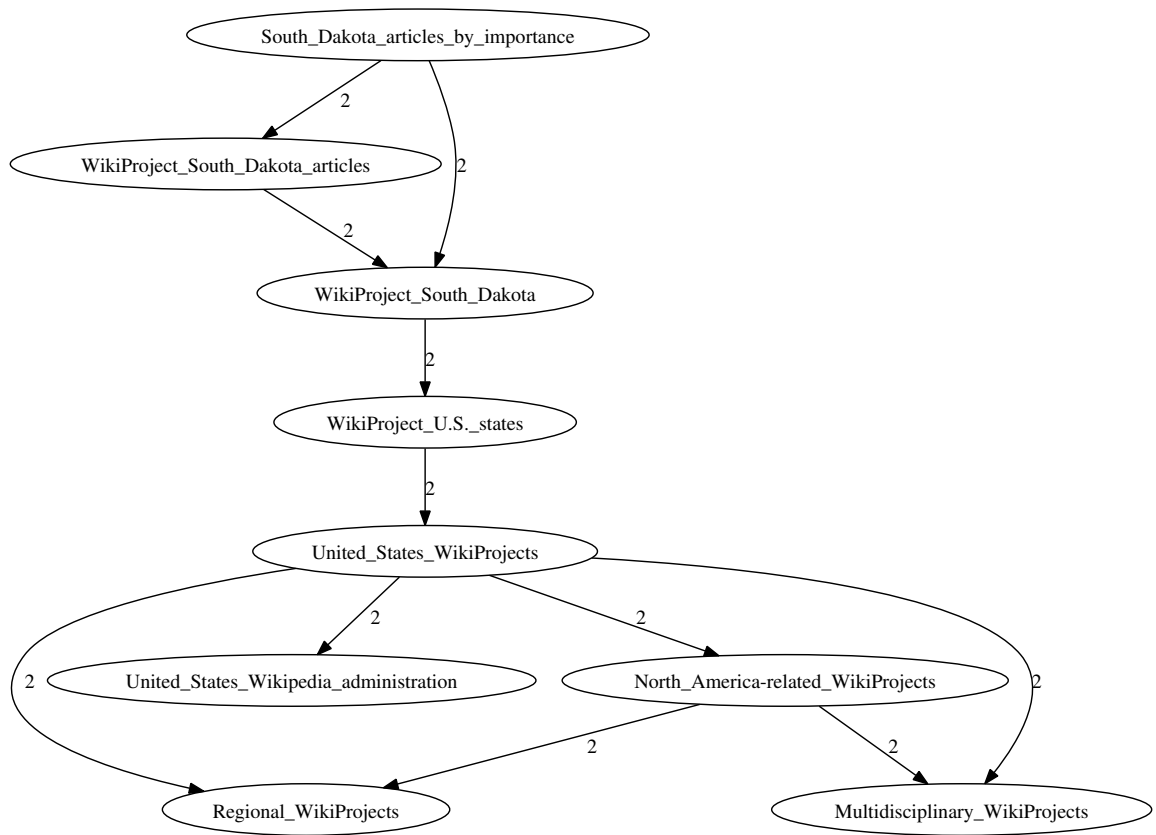 South_Dakota_articles_by_importance
2
WikiProject_South_Dakota_articles
2
2
WikiProject_South_Dakota
2
WikiProject_U.S._states
2
United_States_WikiProjects
2
2
2
United_States_Wikipedia_administration
North_America-related_WikiProjects
2
2
2
Regional_WikiProjects
Multidisciplinary_WikiProjects